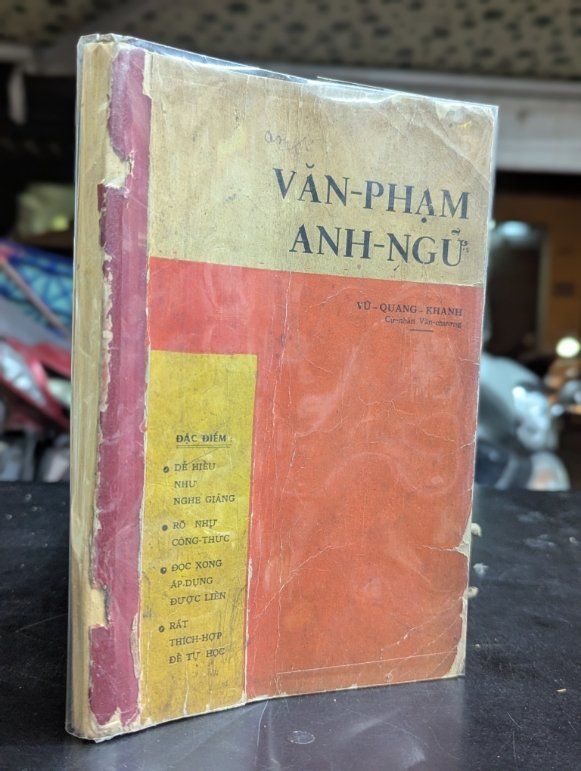 VĂN-PHẠM
ANH-NGỮ
VŨ-QUANG-KHANH
Cử-nhân Văn-chương
ĐẶC ĐIỂM
DỄ HIỂU
NHƯ
NGHE GIẢNG
RÕ NHƯ
CÔNG-THỨC
ĐỌC XONG
ÁP-DỤNG
ĐƯỢC LIỀN
RẤT
THÍCH-HỢP
ĐỂ TỰ HỌC